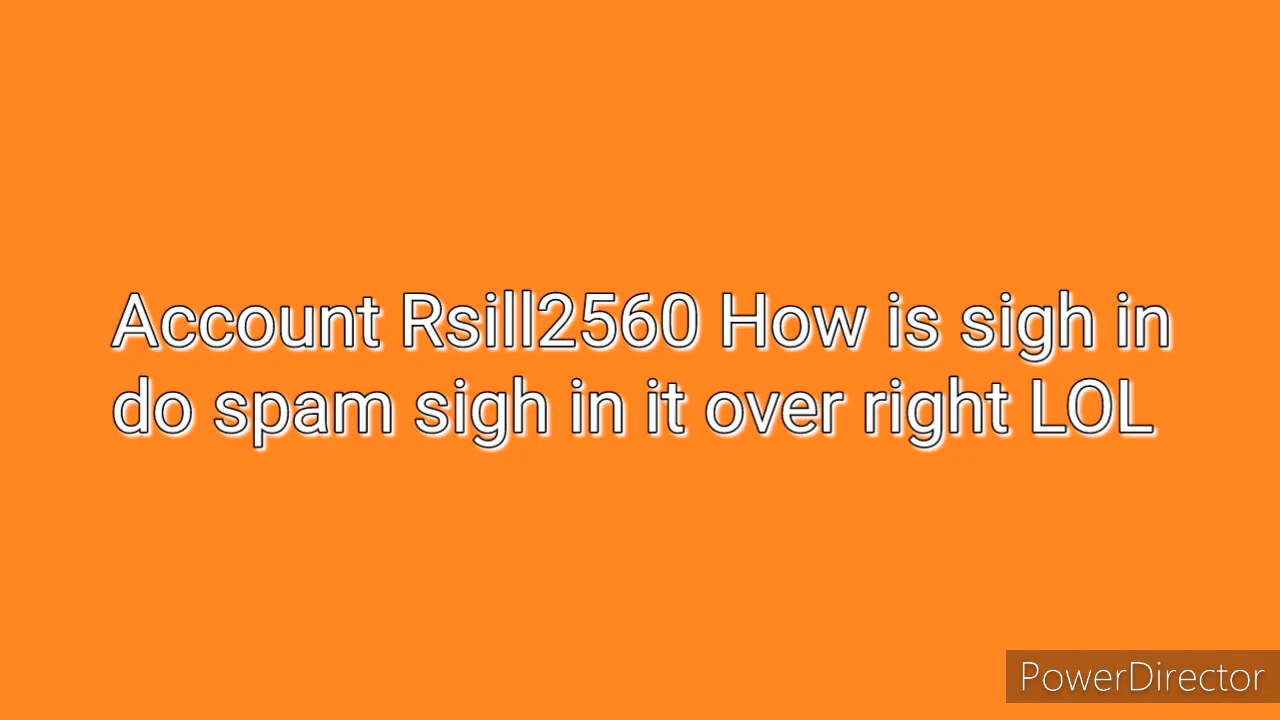 Account Rsill2560 How is sigh in
do spam sigh in it over right LOL
PowerDirector